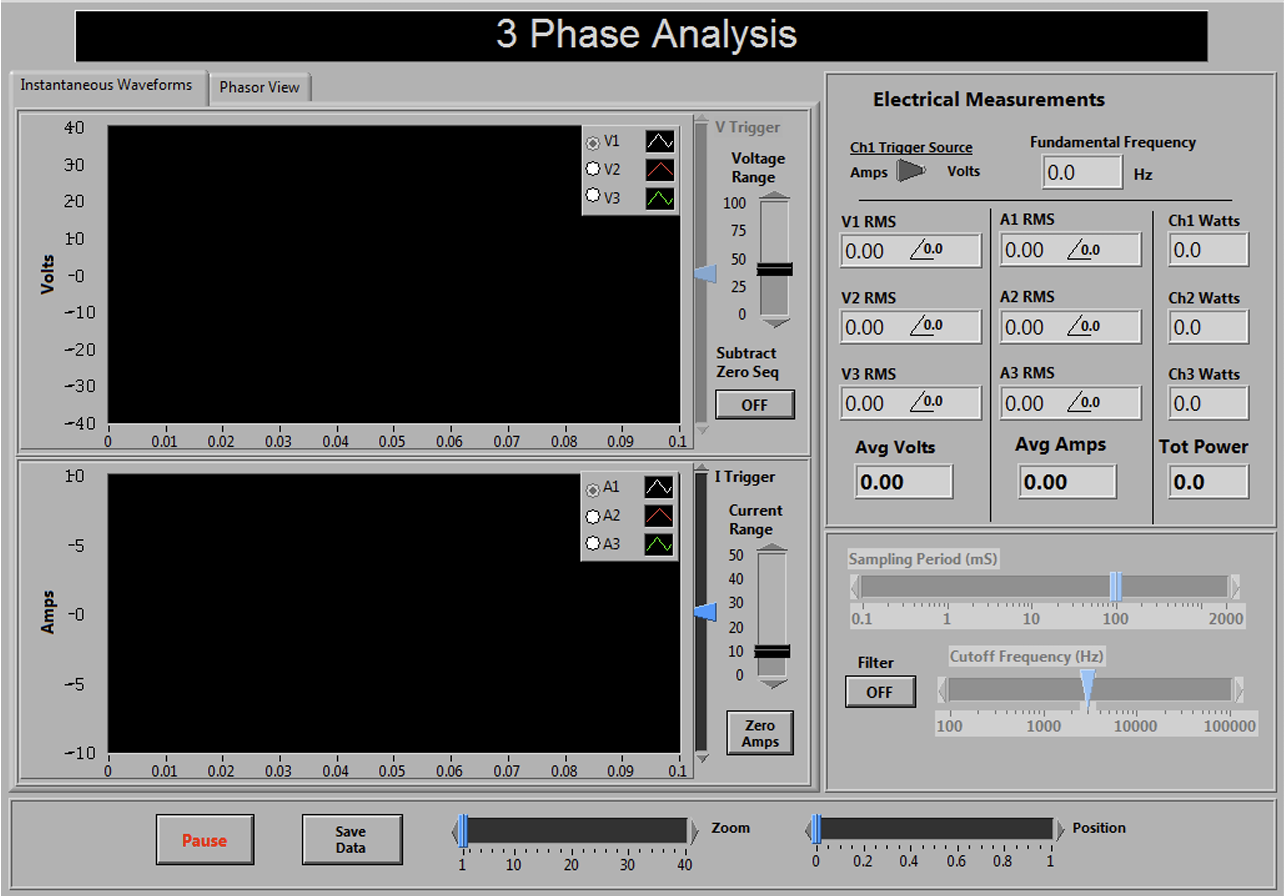 3 Phase Analysis
Instantaneous Waveforms
Phasor View
40
30
20
10
-0
-10
-20
-30
-40
Volts
0 0.01 0.02 0.03 0.04 0.05 0.06 0.07 0.08 0.09 0.1
V1
V2
V3
V Trigger
Voltage
Range
100
75
50
25
0
Subtract
Zero Seq
OFF
10
-5
-0
-5
-10
Amps
0 0.01 0.02 0.03 0.04 0.05 0.06 0.07 0.08 0.09 0.1
A1
A2
A3
I Trigger
Current
Range
50
40
30
20
10
0
Zero
Amps
Electrical Measurements
Ch1 Trigger Source
Amps Volts
Fundamental Frequency
0.0 Hz
V1 RMS A1 RMS Ch1 Watts
0.00 0.0 0.00 0.0 0.0
V2 RMS A2 RMS Ch2 Watts
0.00 0.0 0.00 0.0 0.0
V3 RMS A3 RMS Ch3 Watts
0.00 0.0 0.00 0.0 0.0
Avg Volts Avg Amps Tot Power
0.00 0.00 0.0
Sampling Period (mS)
0.1 1 10 100 2000
Filter
OFF
Cutoff Frequency (Hz)
100 1000 10000 100000
Pause
Save
Data
Zoom
1 10 20 30 40
Position
0 0.2 0.4 0.6 0.8 1